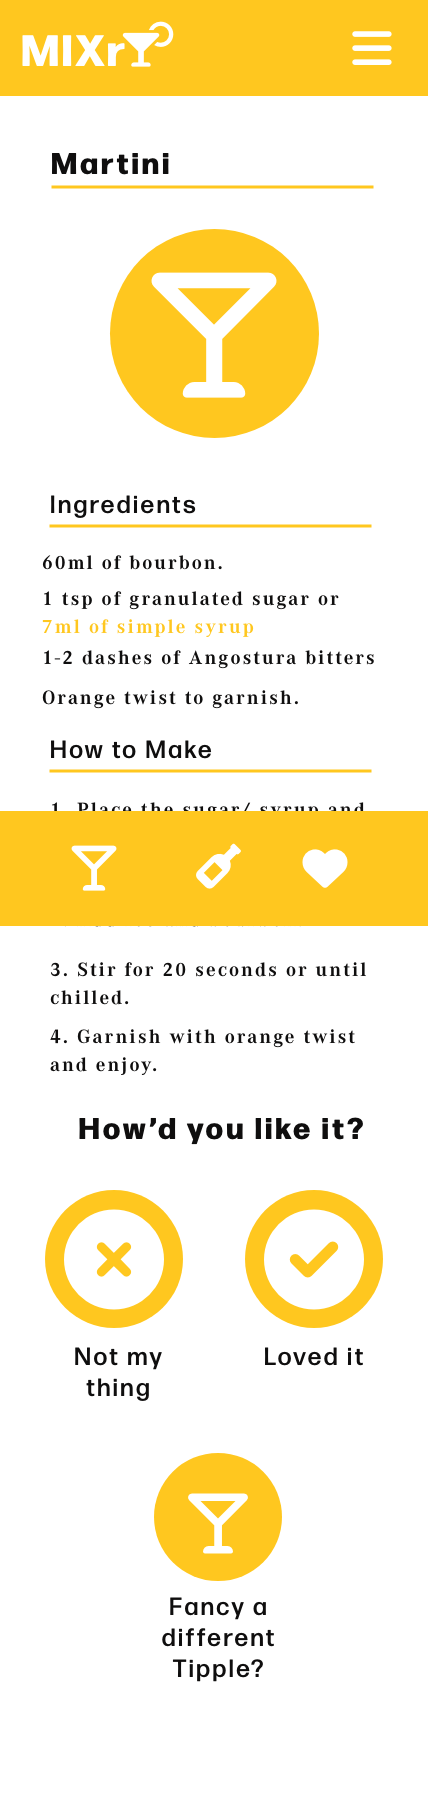 MIXr
Martini
Ingredients
60ml of bourbon.
1 tsp of granulated sugar or
7ml of simple syrup
1-2 dashes of Angostura bitters
Orange twist to garnish.
How to Make
1. Place the sugar/ syrup and
3. Stir for 20 seconds or until
chilled.
4. Garnish with orange twist
and enjoy.
How’d you like it?
Not my
thing
Loved it
Fancy a
different
Tipple?